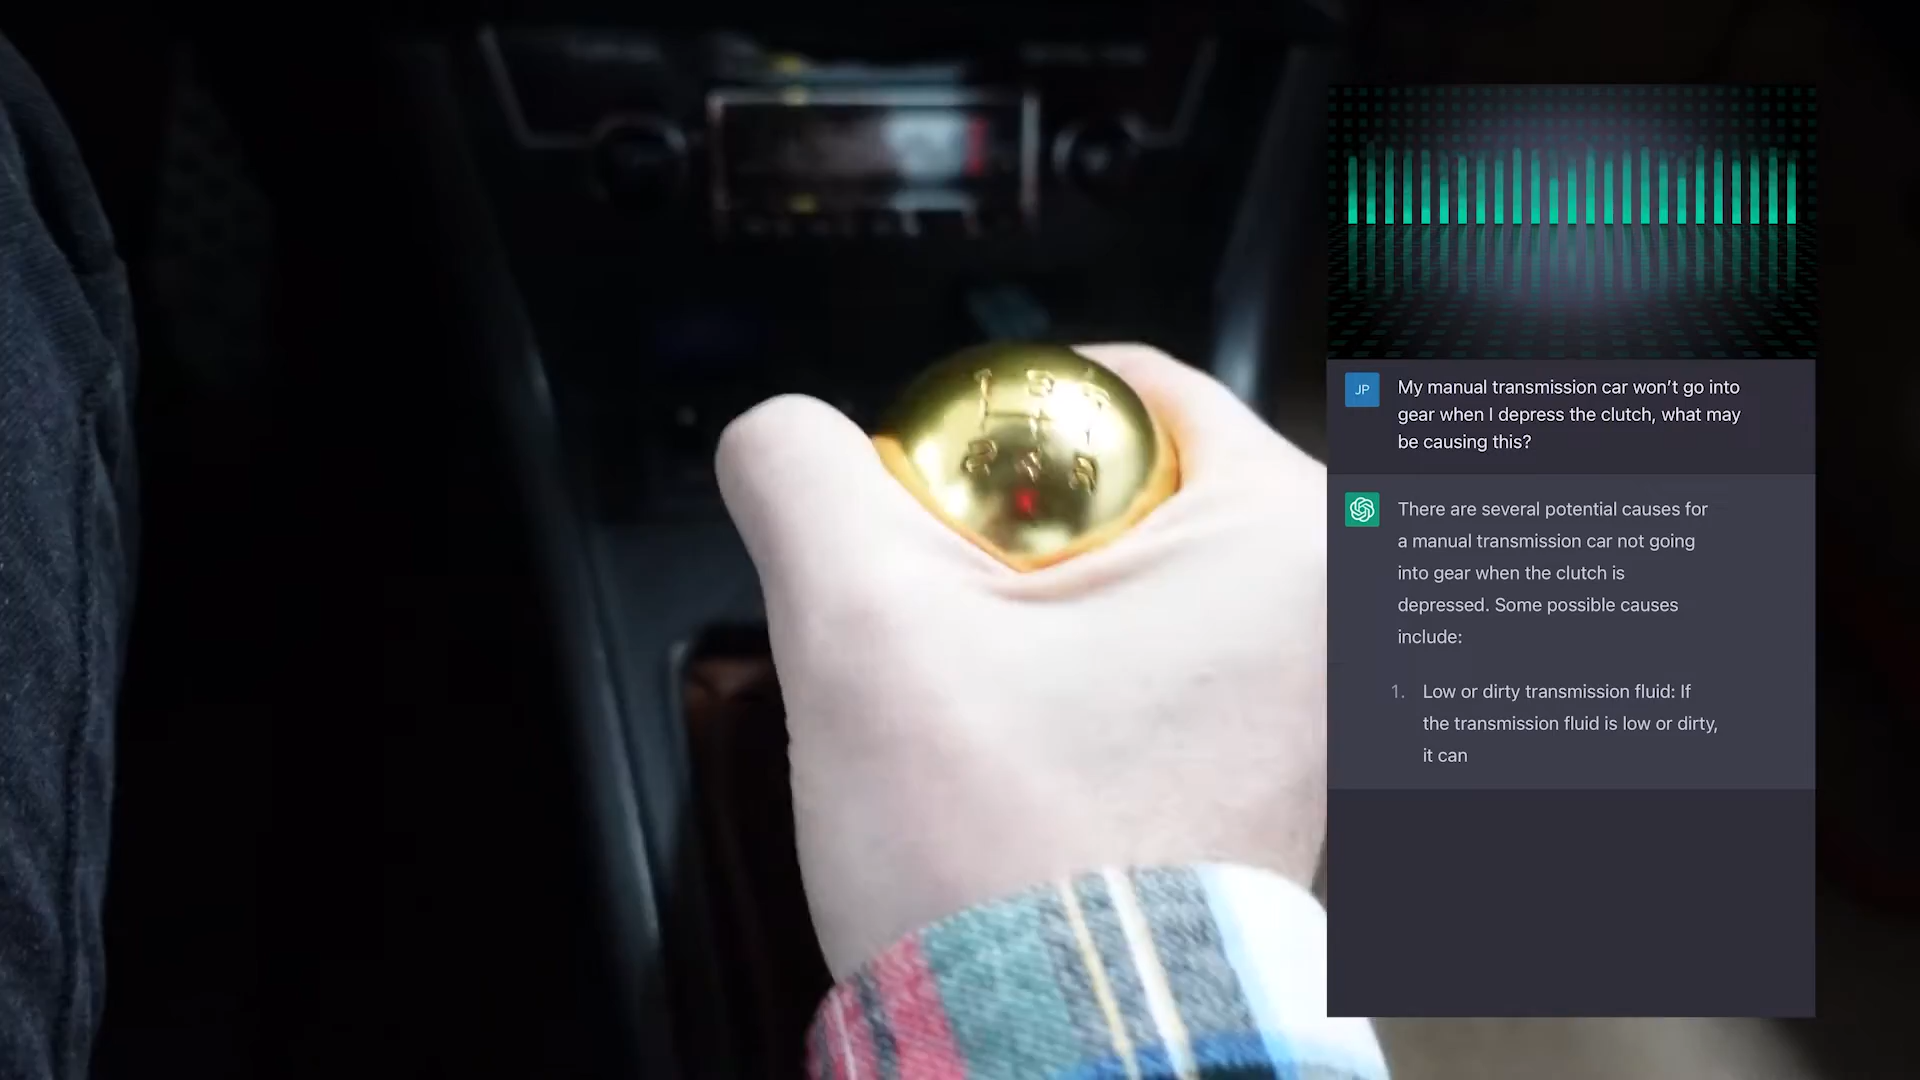 JP
My manual transmission car won’t go into
gear when I depress the clutch, what may
be causing this?
There are several potential causes for
a manual transmission car not going
into gear when the clutch is
depressed. Some possible causes
include:
1. Low or dirty transmission fluid: If
the transmission fluid is low or dirty,
it can